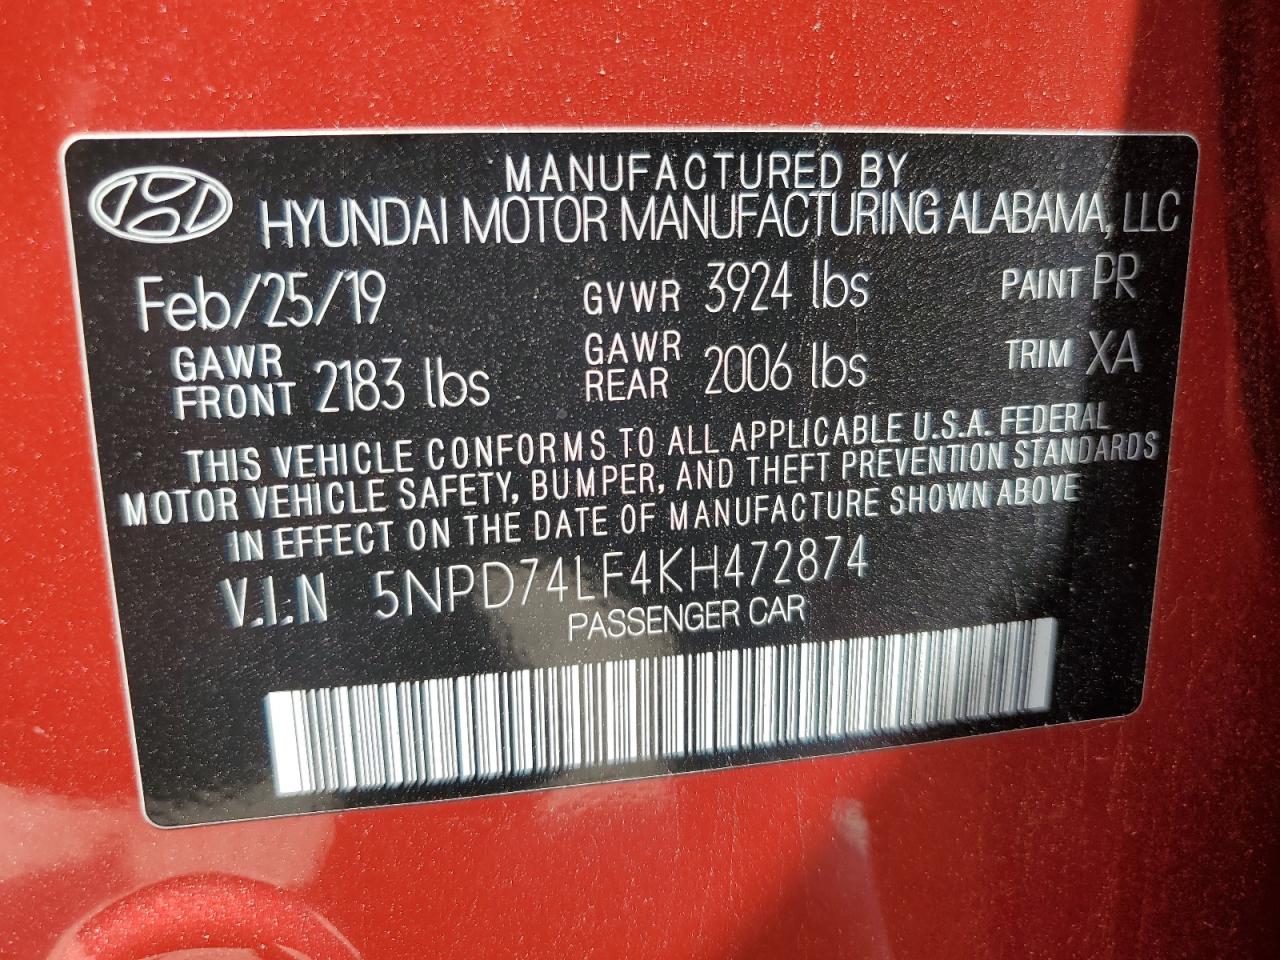 MANUFACTURED BY
HYUNDAI MOTOR MANUFACTURING ALABAMA, LLC
Feb/25/19 GVWR 3924 lbs PAINT PR
GAWR FRONT 2183 lbs GAWR REAR 2006 lbs TRIM XA
THIS VEHICLE CONFORMS TO ALL APPLICABLE U.S.A. FEDERAL
MOTOR VEHICLE SAFETY, BUMPER, AND THEFT PREVENTION STANDARDS
IN EFFECT ON THE DATE OF MANUFACTURE SHOWN ABOVE
V.I.N 5NPD74LF4KH472874
PASSENGER CAR